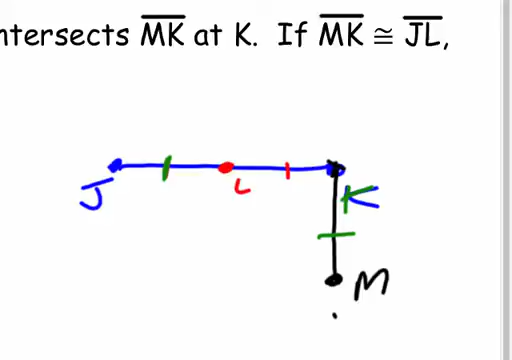 ntersects MK at K. If MK ≅ JL,
J
L
K
M